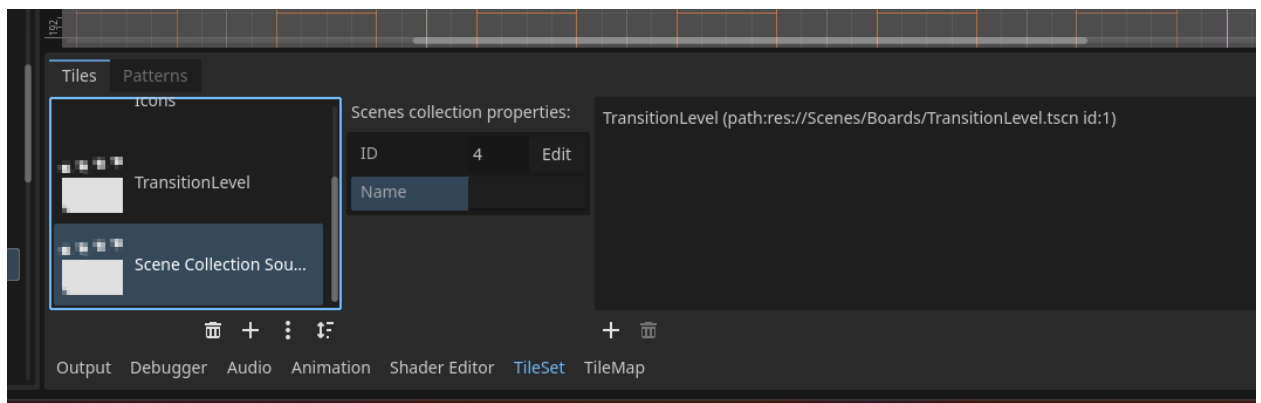 192
Tiles Patterns
Icons
TransitionLevel
Scene Collection Sou...
Scenes collection properties:
ID 4 Edit
Name
TransitionLevel (path:res://Scenes/Boards/TransitionLevel.tscn id:1)
Output Debugger Audio Animation Shader Editor TileSet TileMap